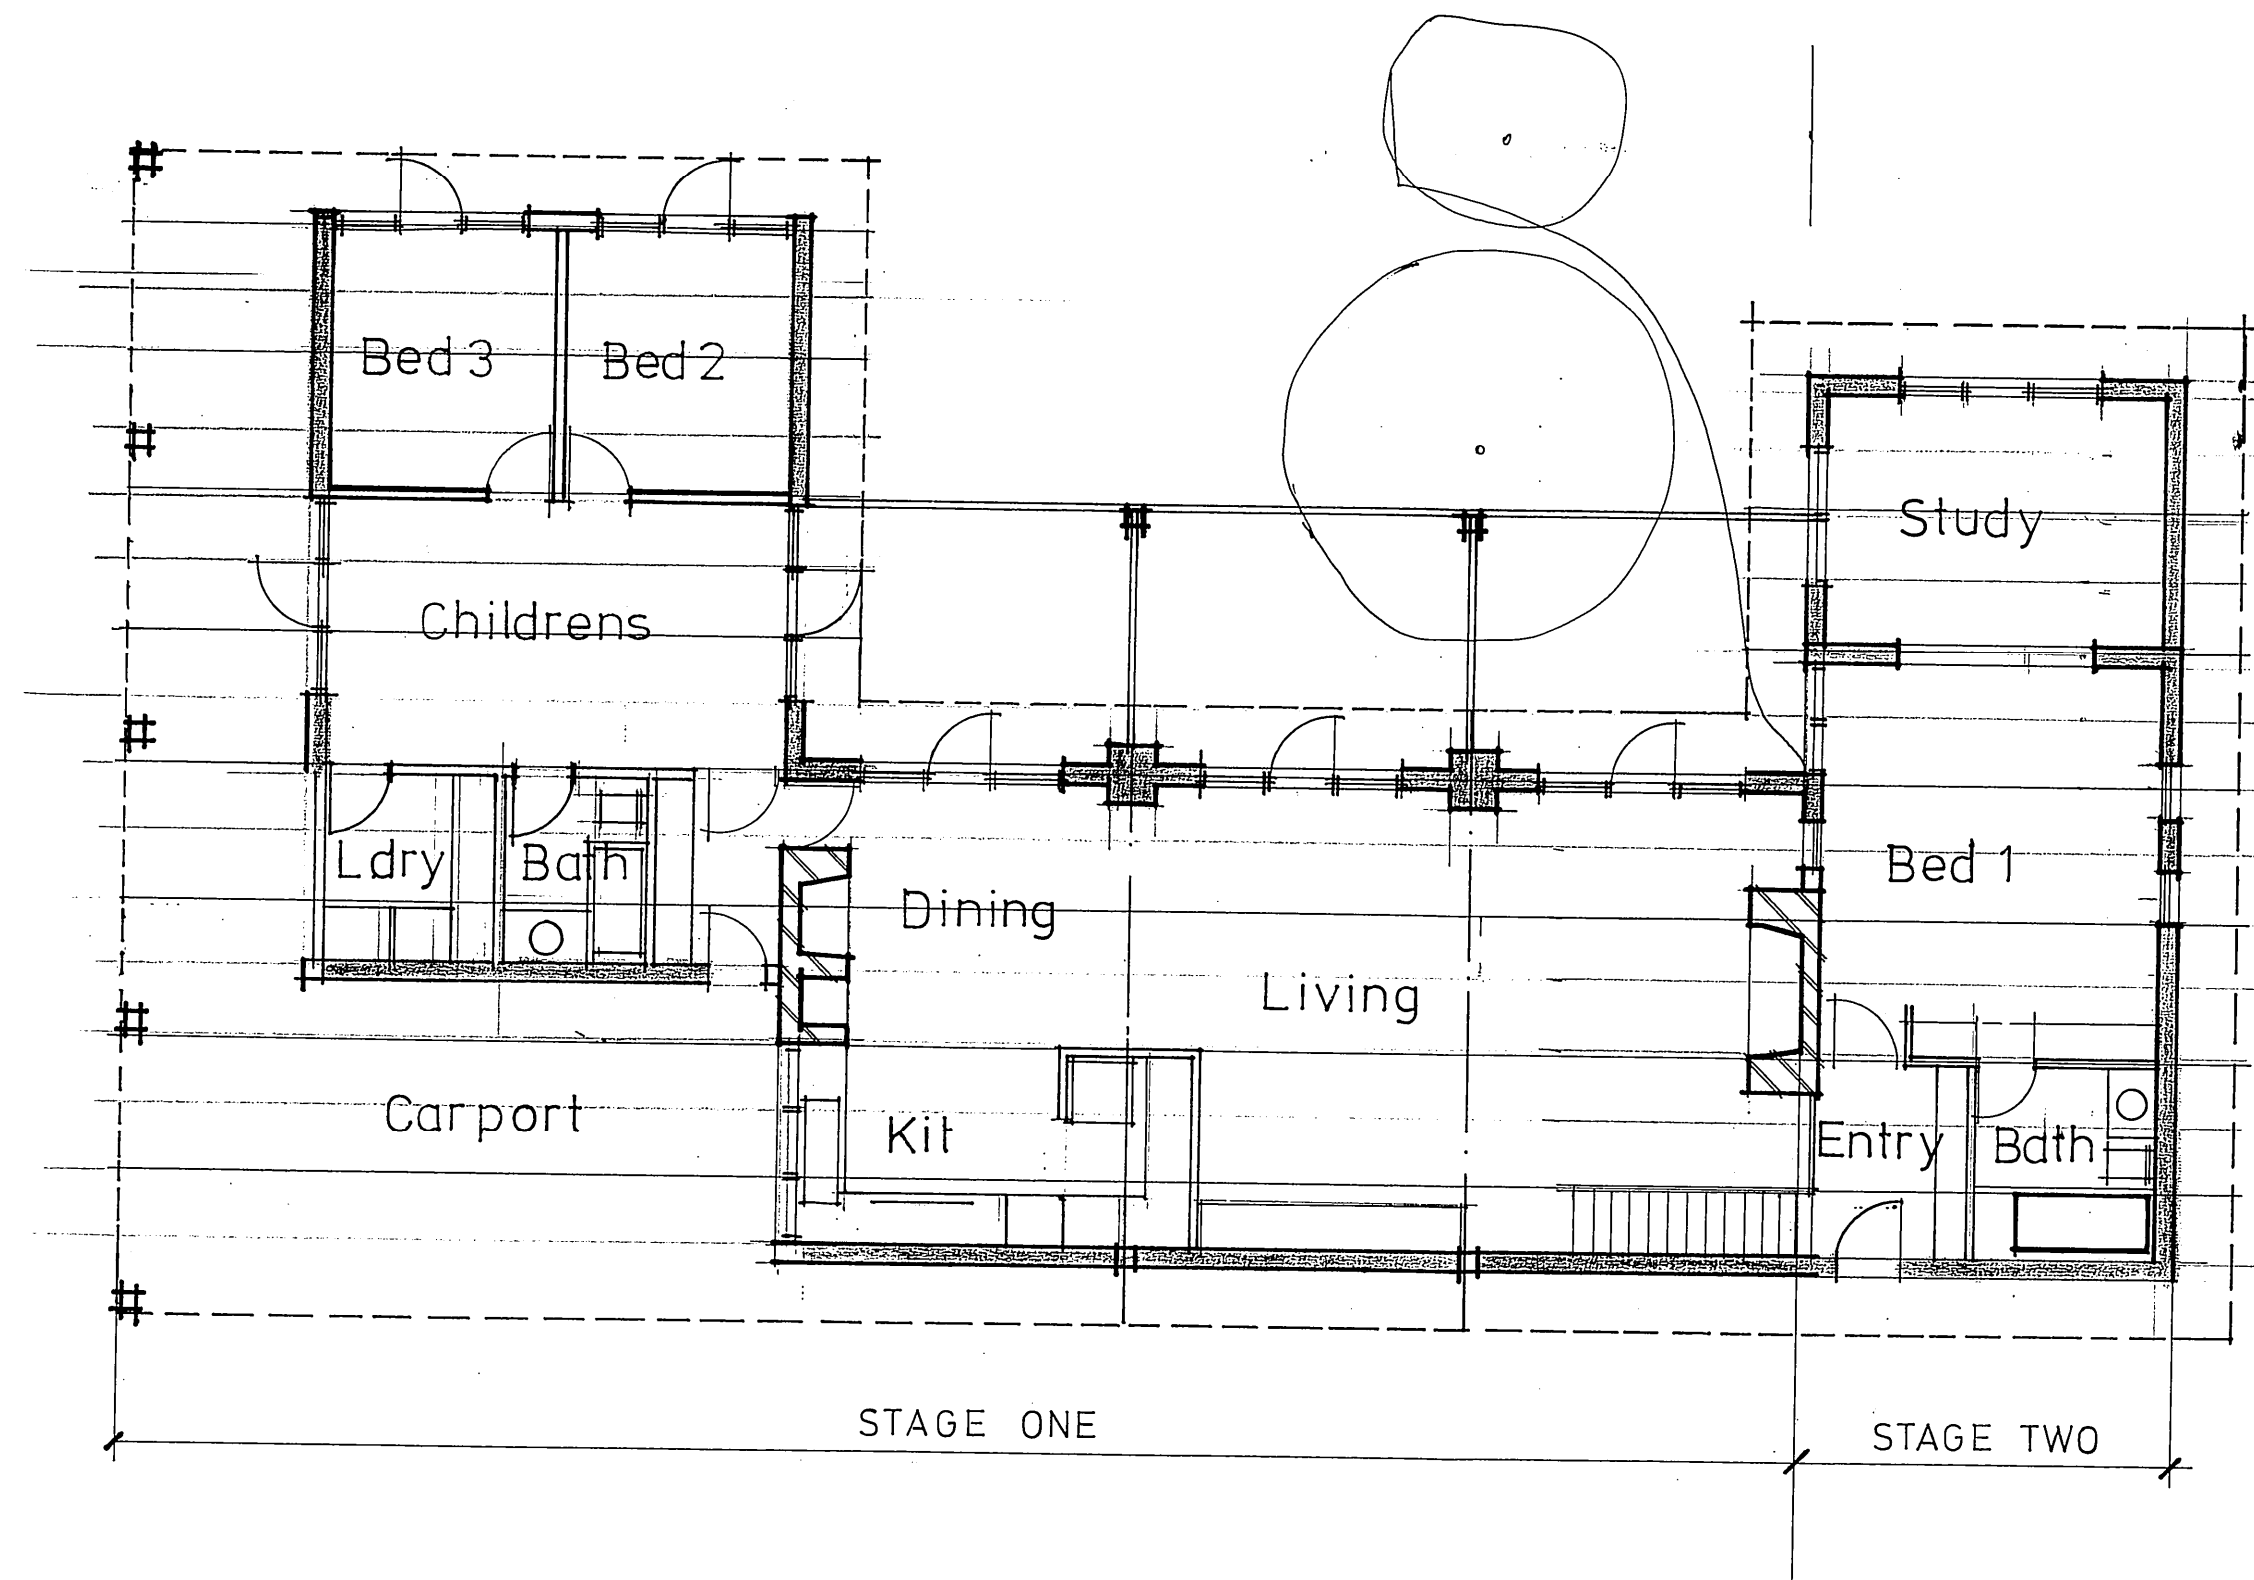 Bed 3
Bed 2
Study
Childrens
Ldry
Bath
Dining
Bed 1
Living
Carport
Kit
Entry
Bath
STAGE ONE
STAGE TWO